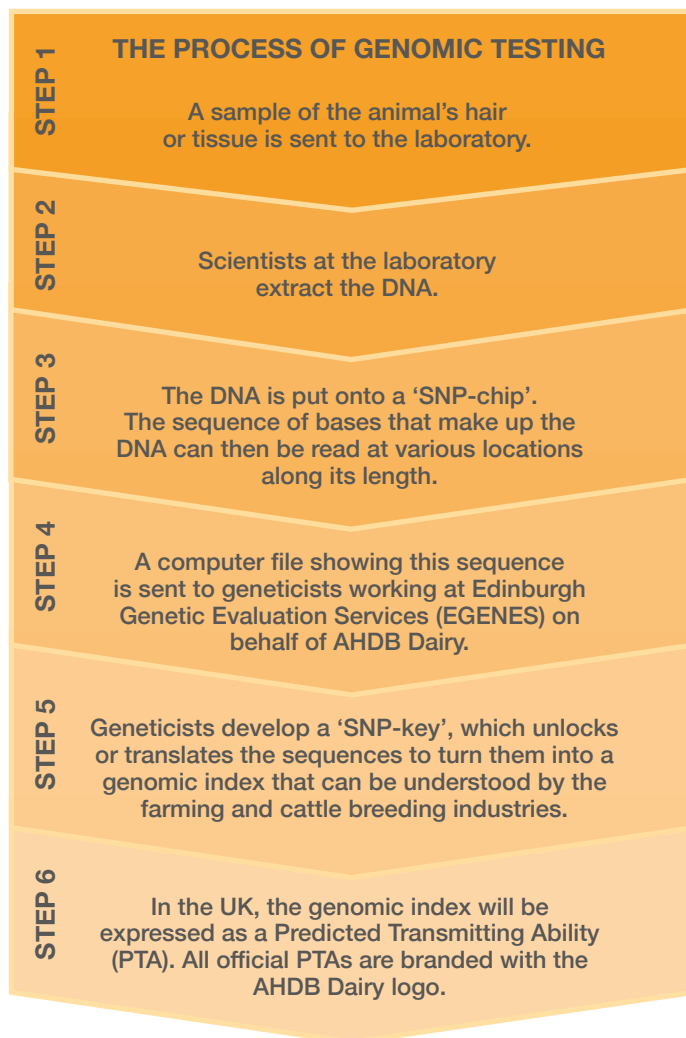 STEP 1
THE PROCESS OF GENOMIC TESTING
A sample of the animal’s hair
or tissue is sent to the laboratory.
STEP 2
Scientists at the laboratory
extract the DNA.
STEP 3
The DNA is put onto a ‘SNP-chip’.
The sequence of bases that make up the
DNA can then be read at various locations
along its length.
STEP 4
A computer file showing this sequence
is sent to geneticists working at Edinburgh
Genetic Evaluation Services (EGENES) on
behalf of AHDB Dairy.
STEP 5
Geneticists develop a ‘SNP-key’, which unlocks
or translates the sequences to turn them into a
genomic index that can be understood by the
farming and cattle breeding industries.
STEP 6
In the UK, the genomic index will be
expressed as a Predicted Transmitting Ability
(PTA). All official PTAs are branded with the
AHDB Dairy logo.